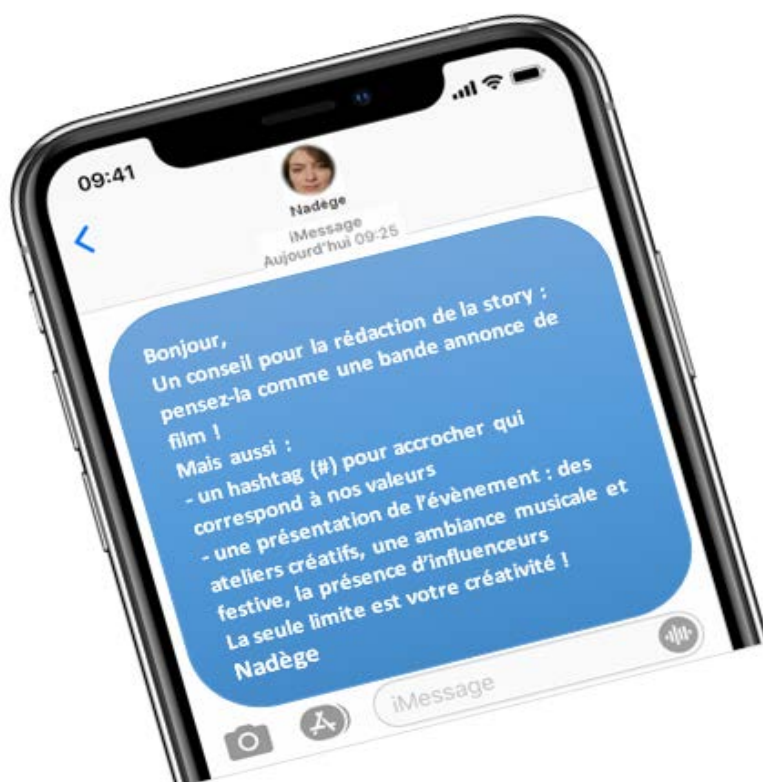 09:41
Nadège
iMessage
Aujourd'hui 09:25
Bonjour,
Un conseil pour la rédaction de la story :
pensez-la comme une bande annonce de
film !
Mais aussi :
- un hashtag (#) pour accrocher qui
correspond à nos valeurs
- une présentation de l'évènement : des
ateliers créatifs, une ambiance musicale et
festive, la présence d'influenceurs
La seule limite est votre créativité !
Nadège
iMessage